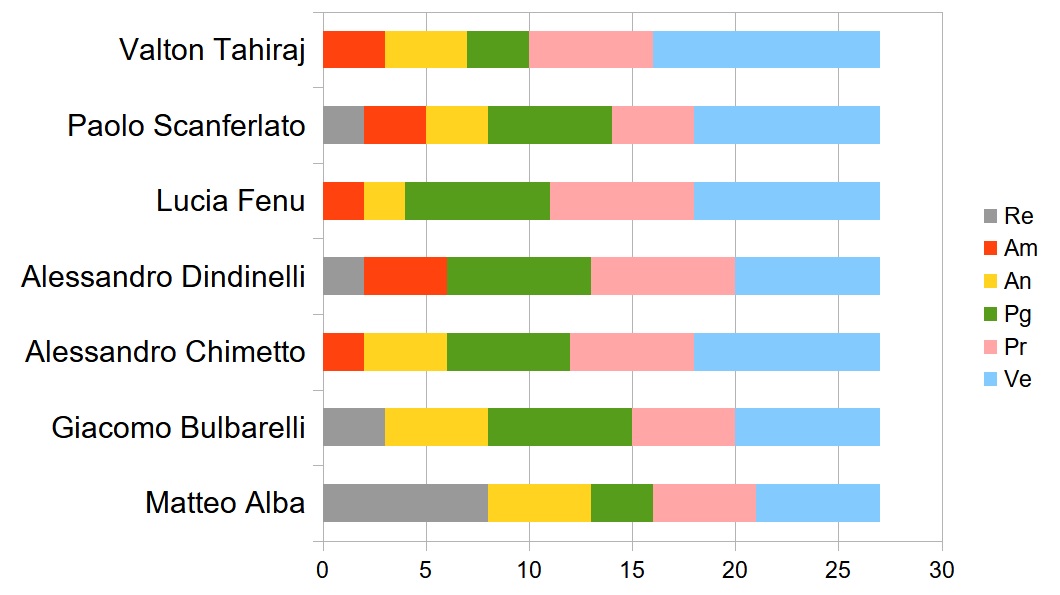 Valton Tahiraj
Paolo Scanferlato
Lucia Fenu
Alessandro Dindinelli
Alessandro Chimetto
Giacomo Bulbarelli
Matteo Alba
0 5 10 15 20 25 30
Re
Am
An
Pg
Pr
Ve